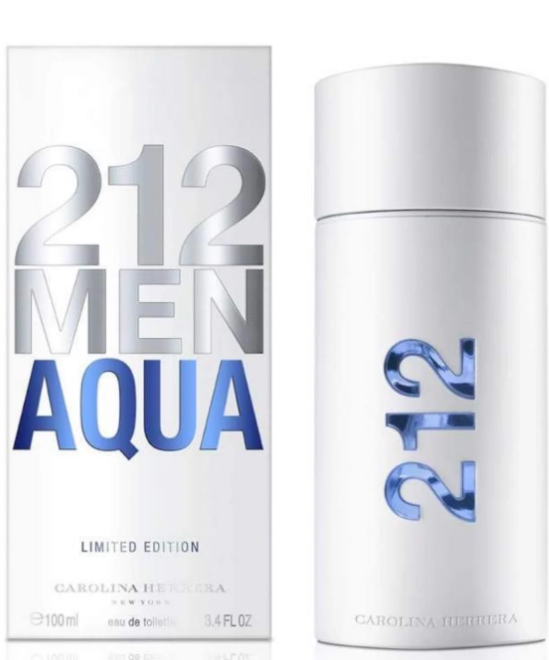 212
MEN
AQUA
LIMITED EDITION
CAROLINA HERRERA
NEW YORK
℮100ml eau de toilette 3.4 FL OZ
212
CAROLINA HERRERA